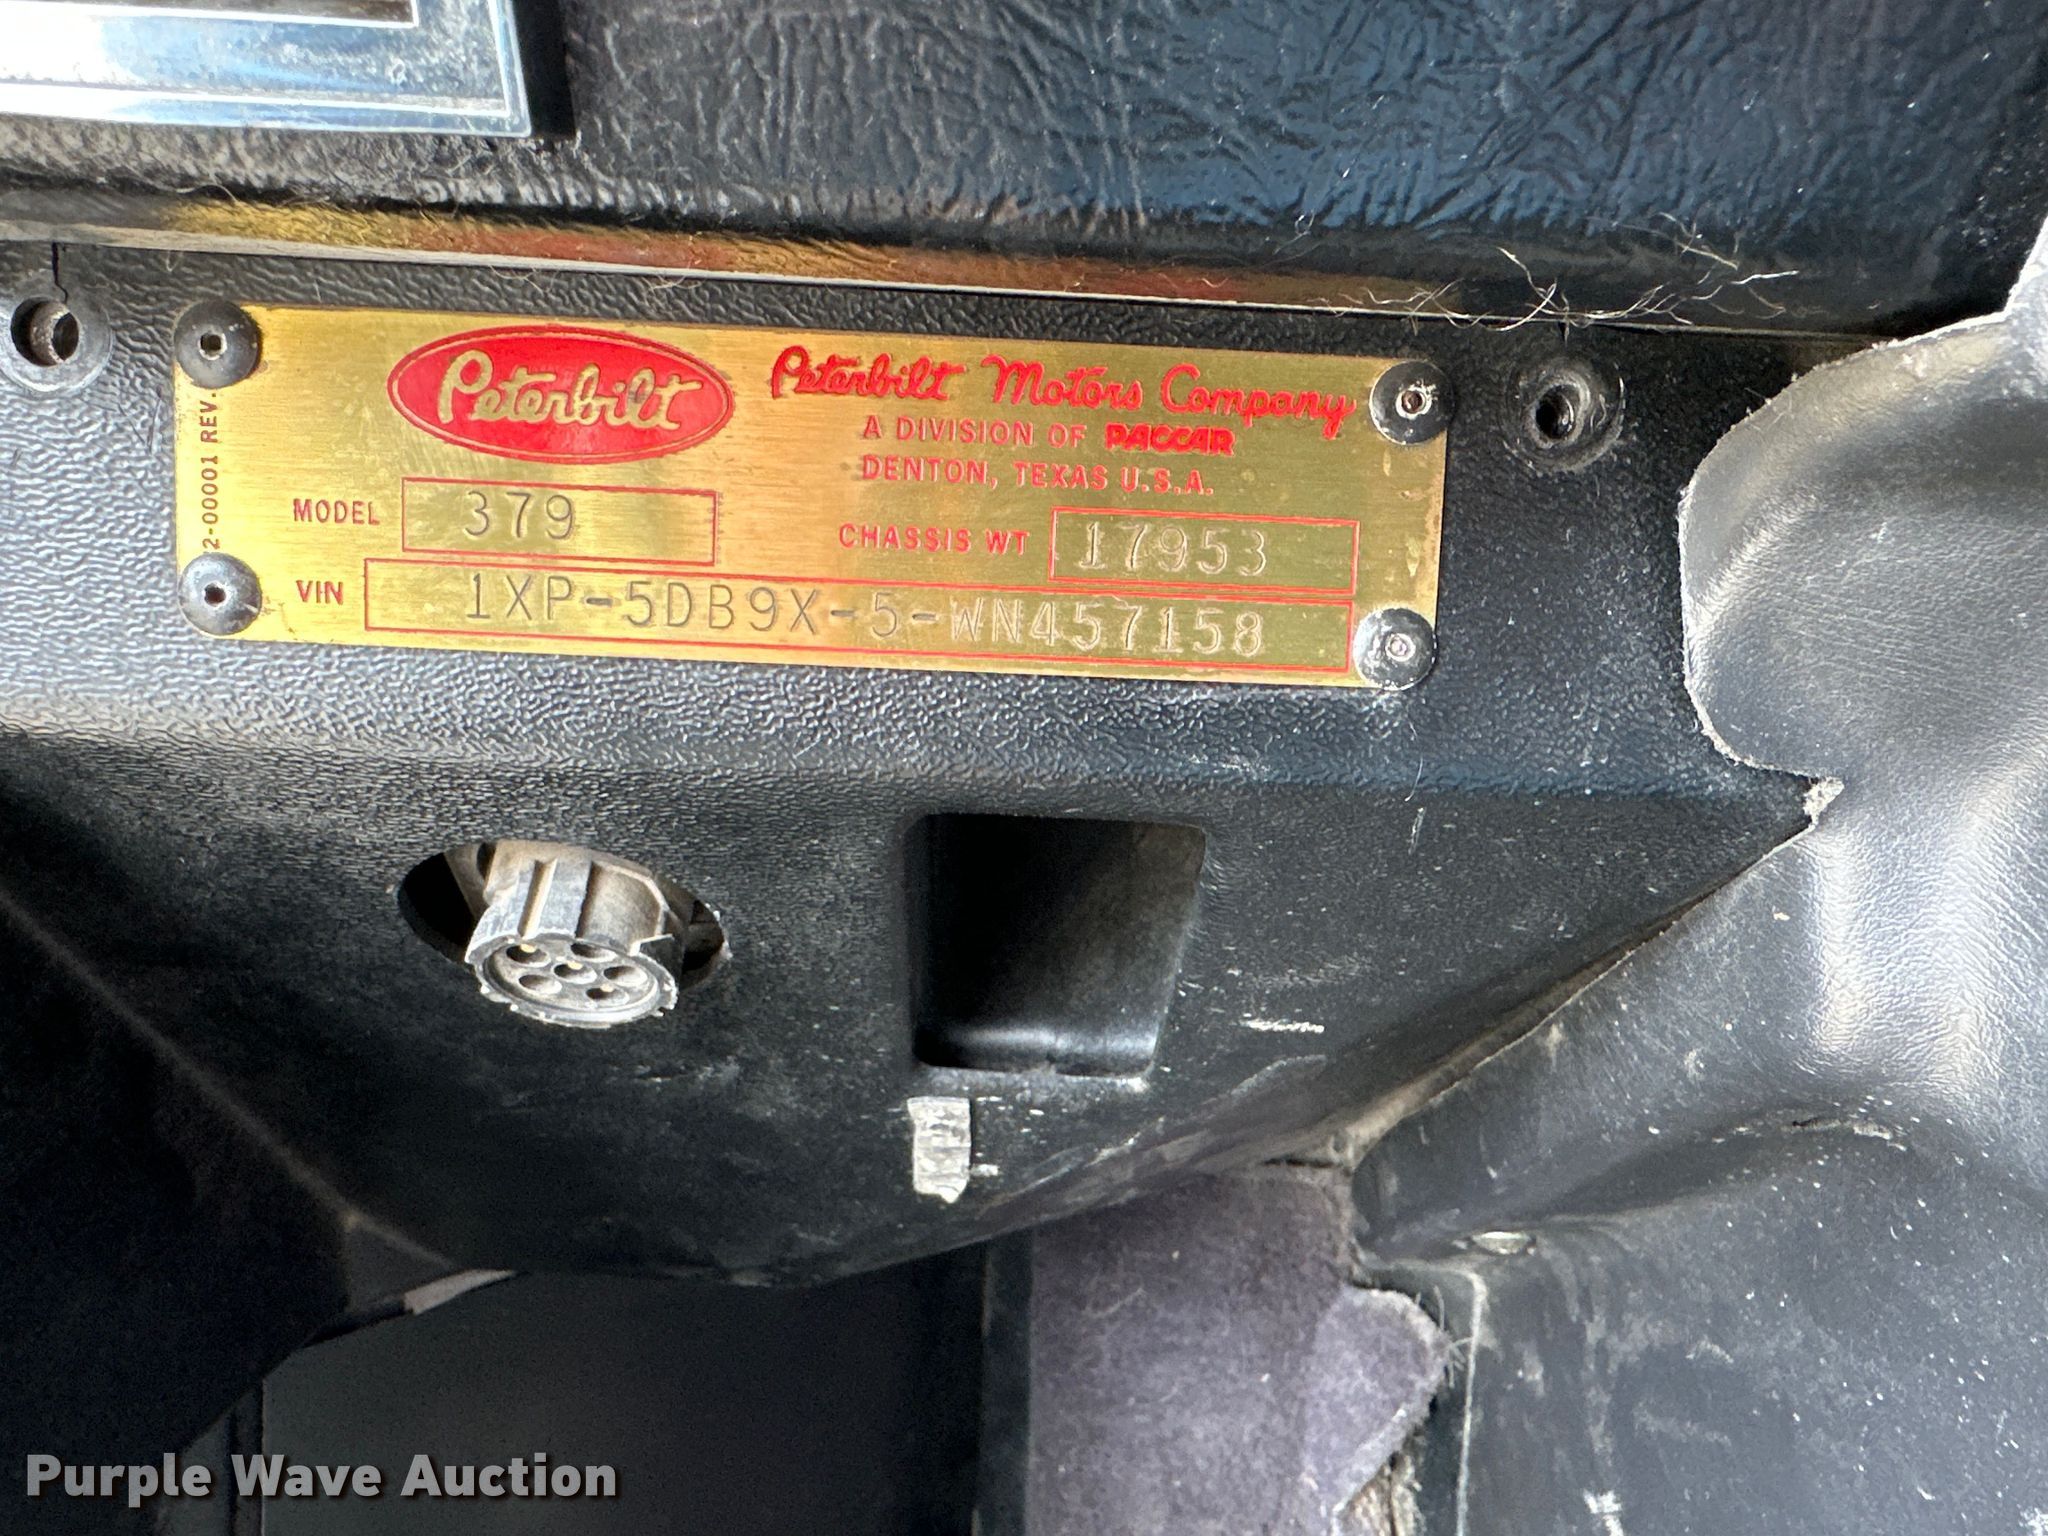 Peterbilt
Peterbilt Motors Company
A DIVISION OF PACCAR
DENTON, TEXAS U.S.A.
MODEL 379
CHASSIS WT 17953
VIN 1XP-5DB9X-5-WN457158
2-00001 REV.
Purple Wave Auction